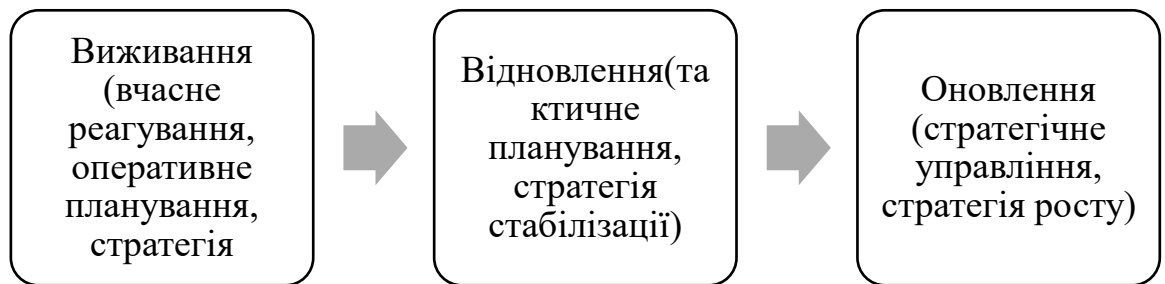 Виживання
(вчасне
реагування,
оперативне
планування,
стратегія
Відновлення(та
ктичне
планування,
стратегія
стабілізації)
Оновлення
(стратегічне
управління,
стратегія росту)